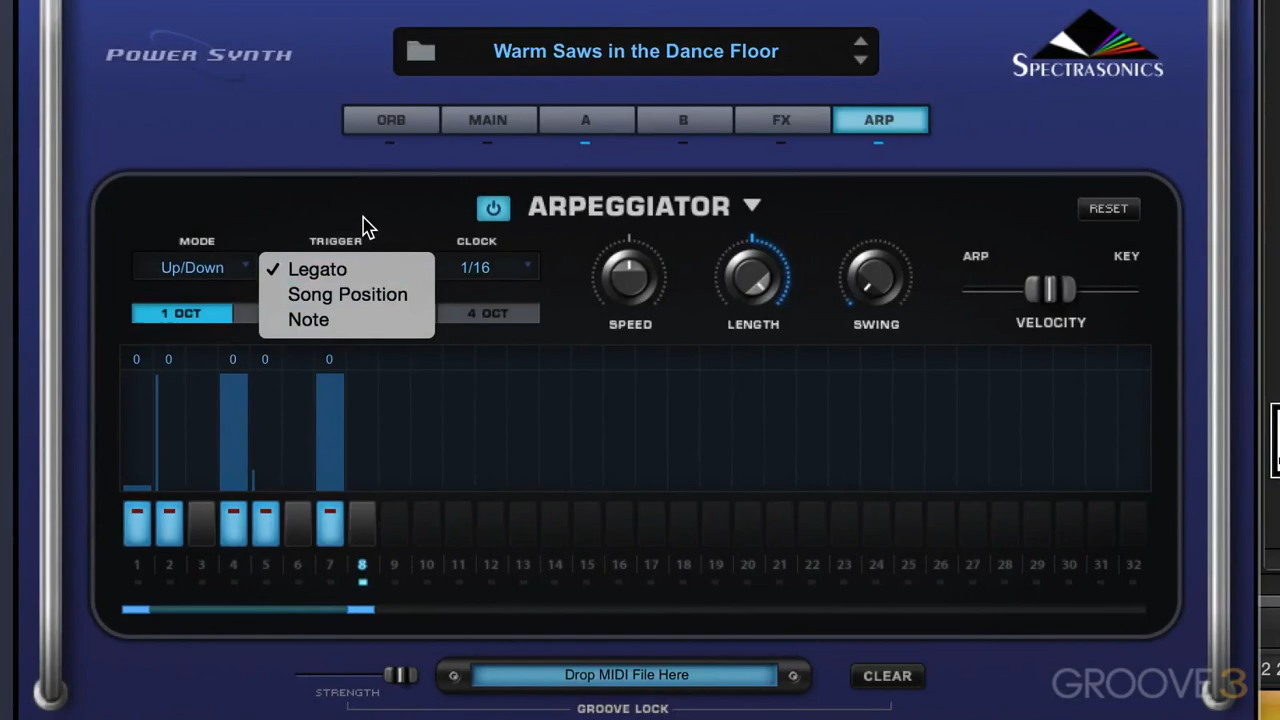 POWER SYNTH
Warm Saws in the Dance Floor
SPECTRASONICS
ORB MAIN A B FX ARP
ARPEGGIATOR
RESET
MODE TRIGGER CLOCK
ARP KEY
Up/Down 1/16
Legato
Song Position
Note
1 OCT 4 OCT
SPEED LENGTH SWING VELOCITY
0 0 0 0 0
1 2 3 4 5 6 7 8 9 10 11 12 13 14 15 16 17 18 19 20 21 22 23 24 25 26 27 28 29 30 31 32
Drop MIDI File Here
CLEAR
STRENGTH
GROOVE LOCK
GROOVE3